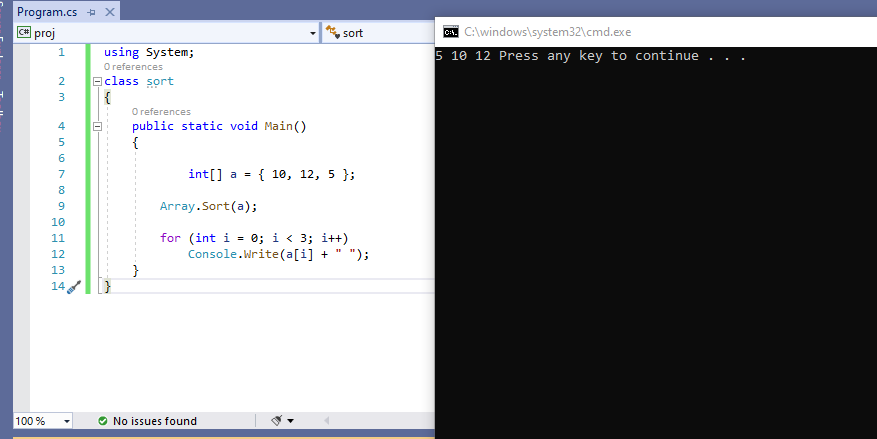 Program.cs
C# proj
sort
1 using System;
0 references
2 class sort
3 {
0 references
4 public static void Main()
5 {
6
7 int[] a = { 10, 12, 5 };
8
9 Array.Sort(a);
10
11 for (int i = 0; i < 3; i++)
12 Console.Write(a[i] + " ");
13 }
14 }
100 %
No issues found
C:\windows\system32\cmd.exe
5 10 12 Press any key to continue . . .